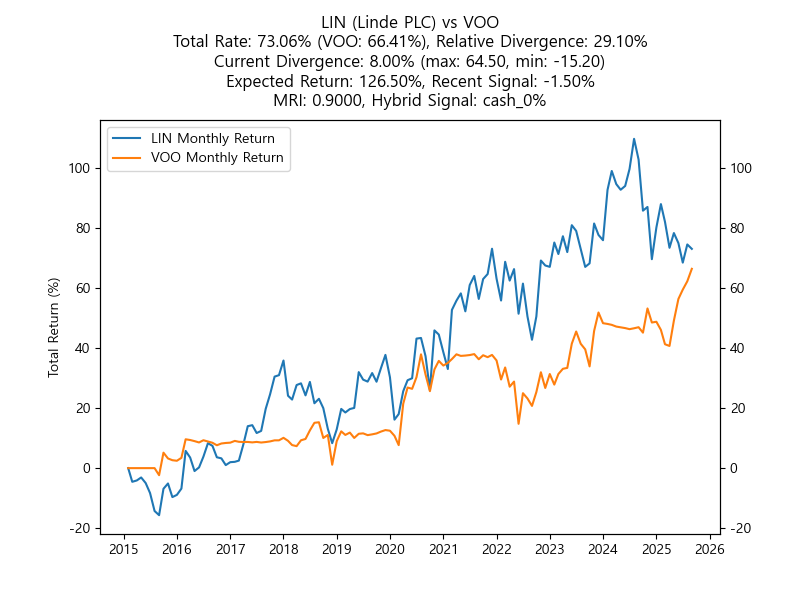 LIN (Linde PLC) vs VOO
Total Rate: 73.06% (VOO: 66.41%), Relative Divergence: 29.10%
Current Divergence: 8.00% (max: 64.50, min: -15.20)
Expected Return: 126.50%, Recent Signal: -1.50%
MRI: 0.9000, Hybrid Signal: cash_0%
LIN Monthly Return
VOO Monthly Return
Total Return (%)
100 100
80 80
60 60
40 40
20 20
0 0
-20 -20
2015 2016 2017 2018 2019 2020 2021 2022 2023 2024 2025 2026